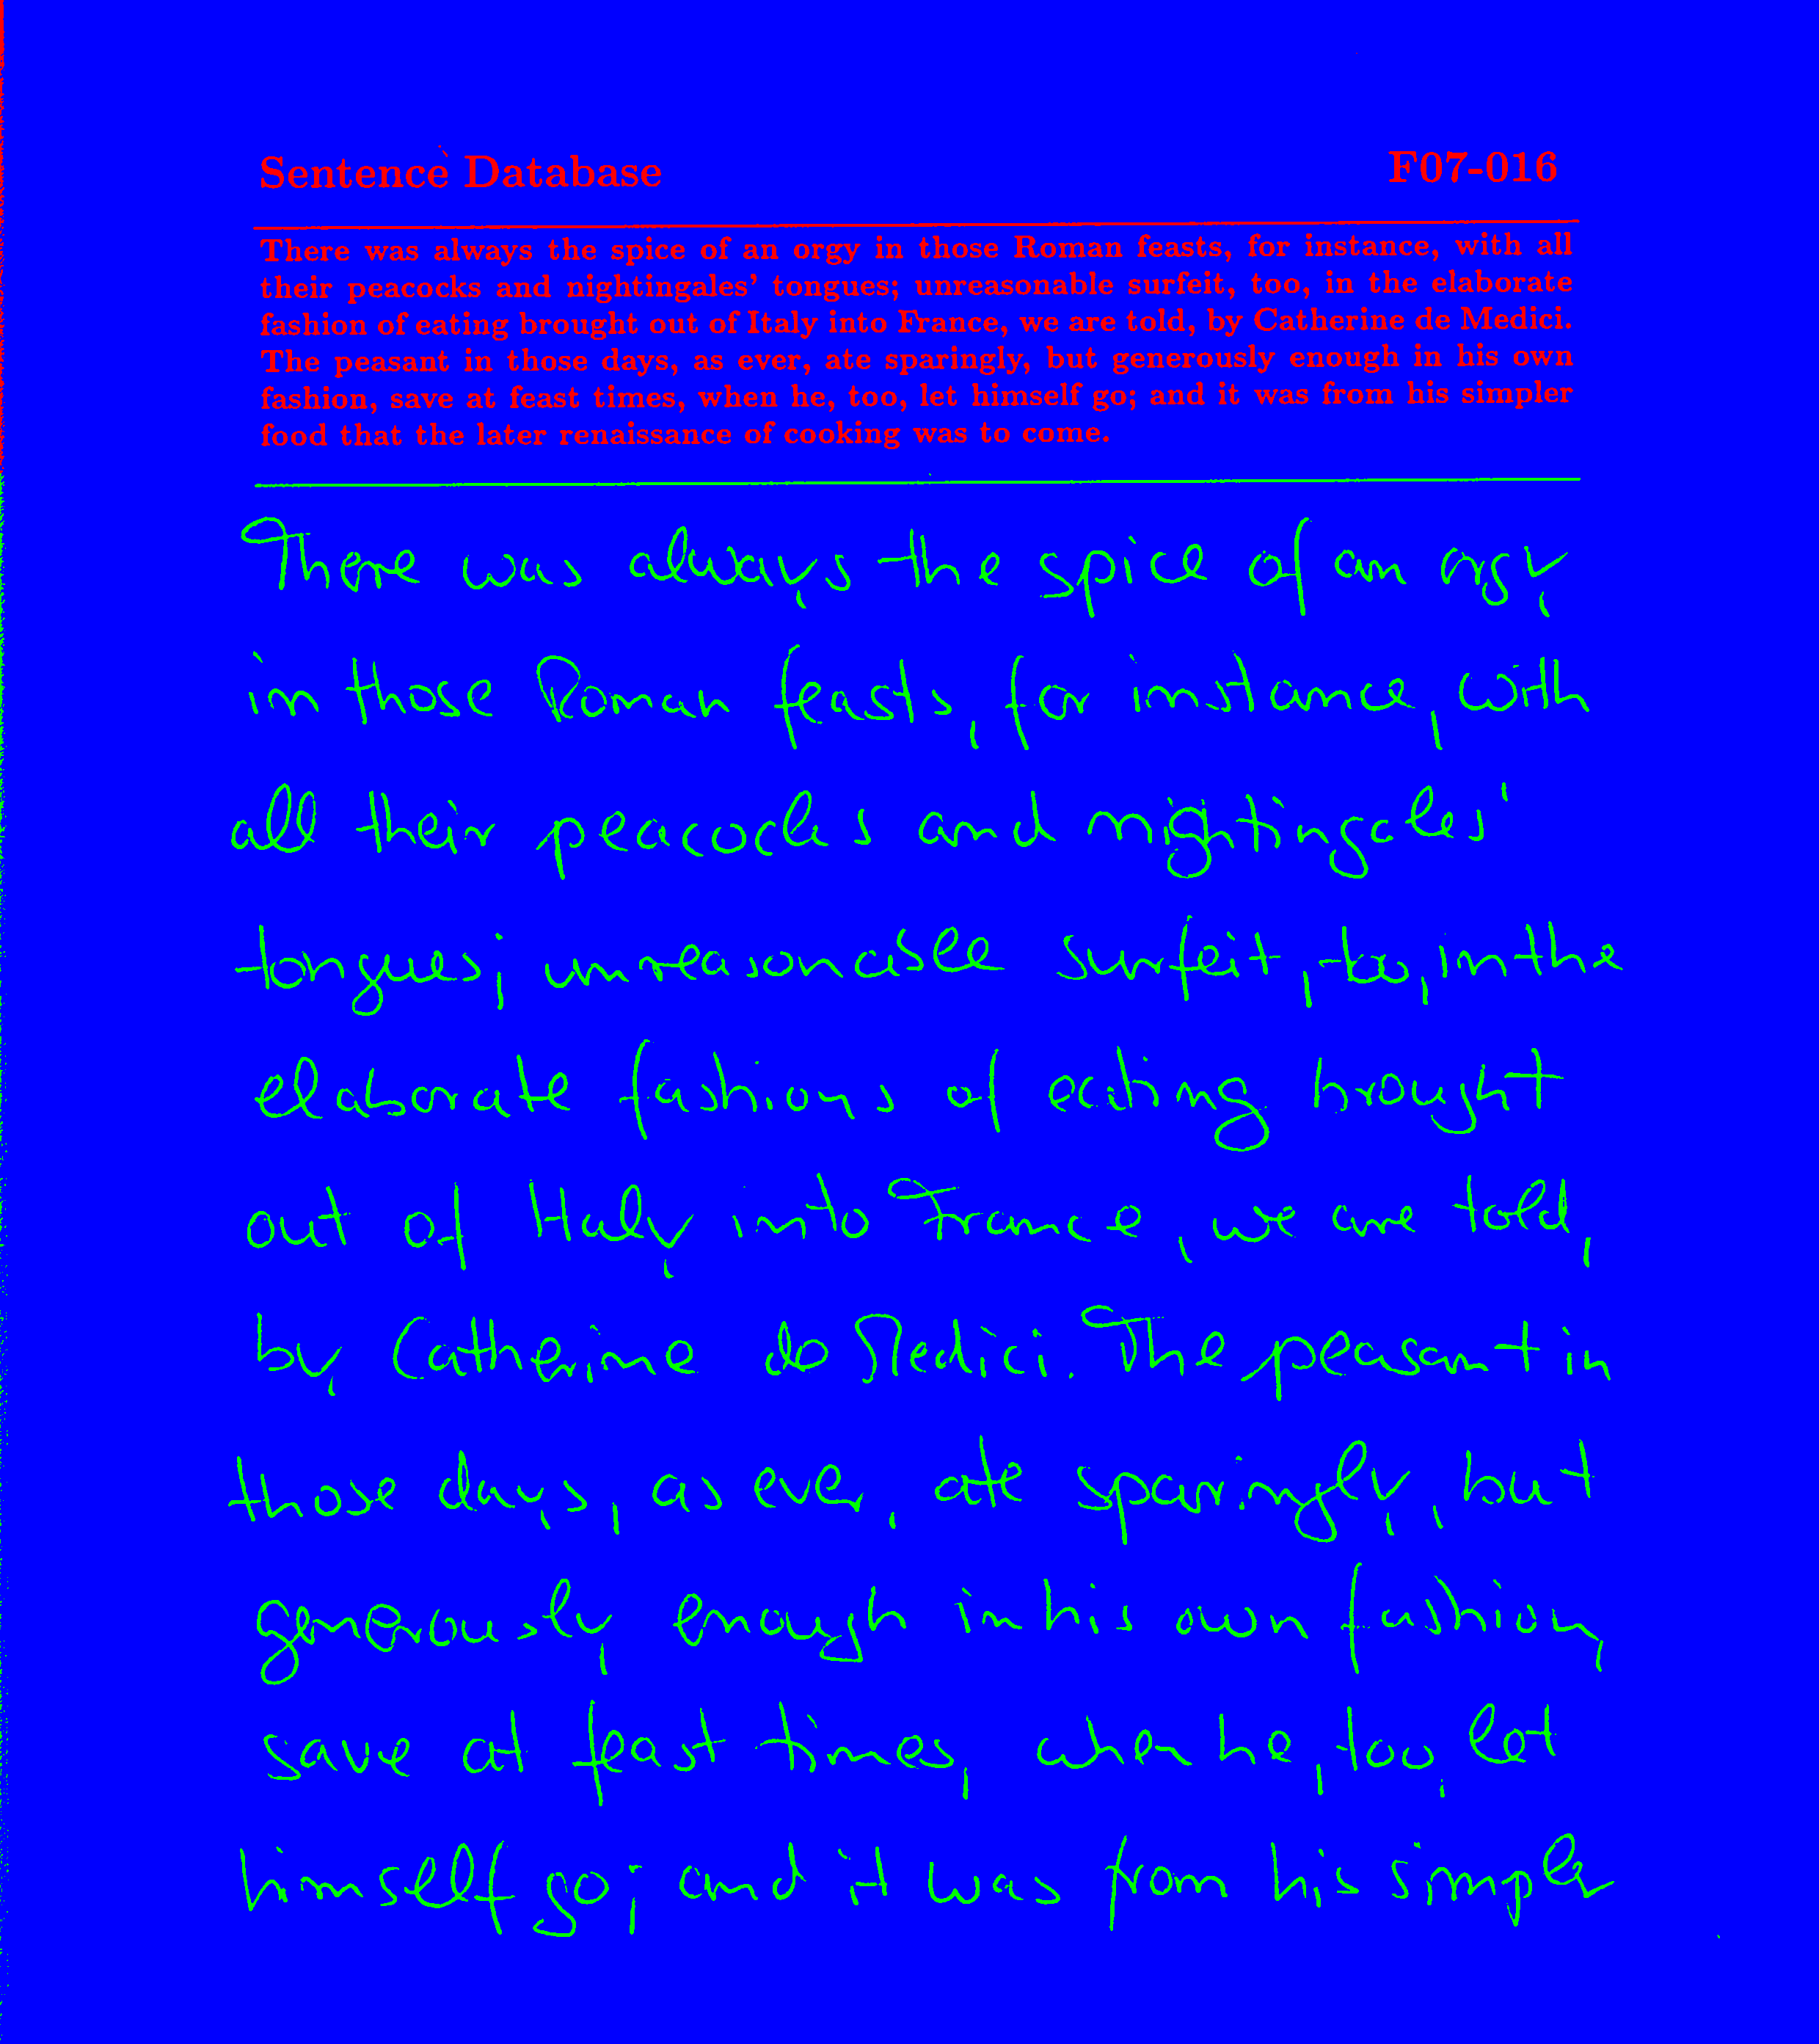 Sentence Database F07-016
There was always the spice of an orgy in those Roman feasts, for instance, with all
their peacocks and nightingales' tongues; unreasonable surfeit, too, in the elaborate
fashion of eating brought out of Italy into France, we are told, by Catherine de Medici.
The peasant in those days, as ever, ate sparingly, but generously enough in his own
fashion, save at feast times, when he, too, let himself go; and it was from his simpler
food that the later renaissance of cooking was to come.
There was always the spice of an orgy
in those Roman feasts, for instance, with
all their peacocks and nightingales'
tongues; unreasonable surfeit, too, in the
elaborate fashions of eating brought
out of Italy into France, we are told,
by Catherine de Medici. The peasant in
those days, as ever, ate sparingly, but
generously enough in his own fashion,
save at feast times, when he, too, let
himself go; and it was from his simpler